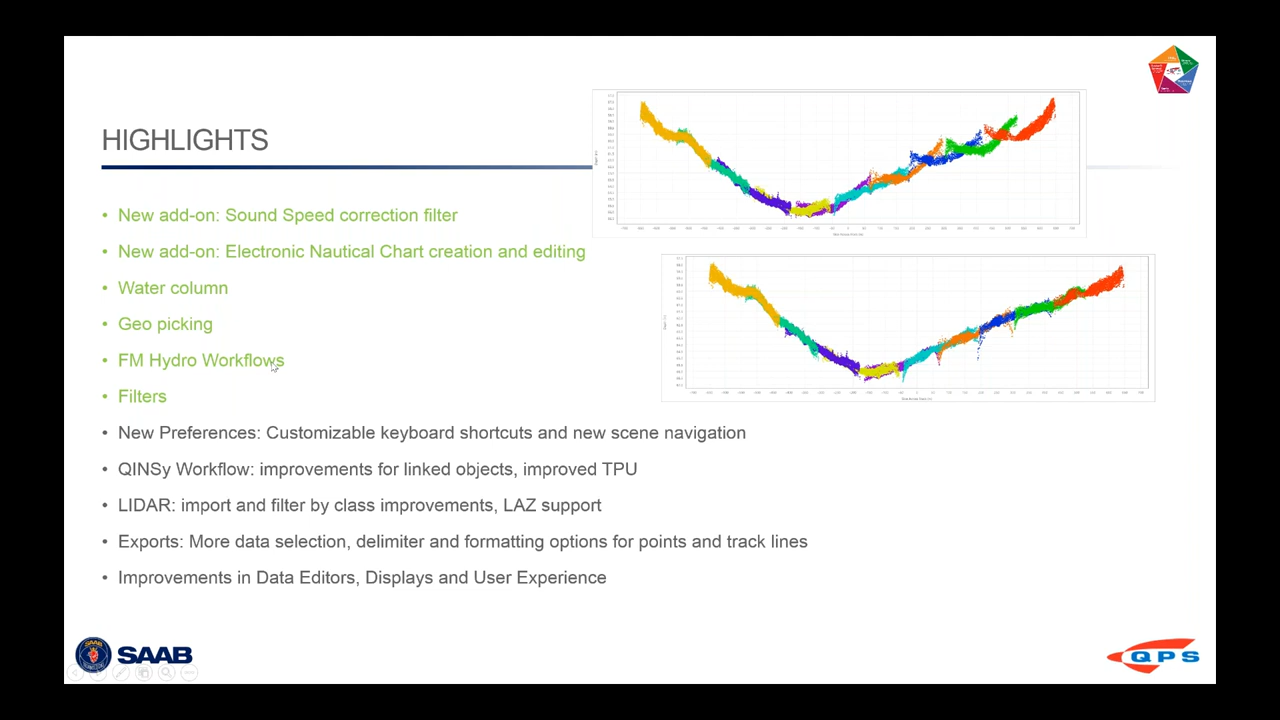 HIGHLIGHTS
• New add-on: Sound Speed correction filter
• New add-on: Electronic Nautical Chart creation and editing
• Water column
• Geo picking
• FM Hydro Workflows
• Filters
• New Preferences: Customizable keyboard shortcuts and new scene navigation
• QINSy Workflow: improvements for linked objects, improved TPU
• LIDAR: import and filter by class improvements, LAZ support
• Exports: More data selection, delimiter and formatting options for points and track lines
• Improvements in Data Editors, Displays and User Experience
SAAB
QPS